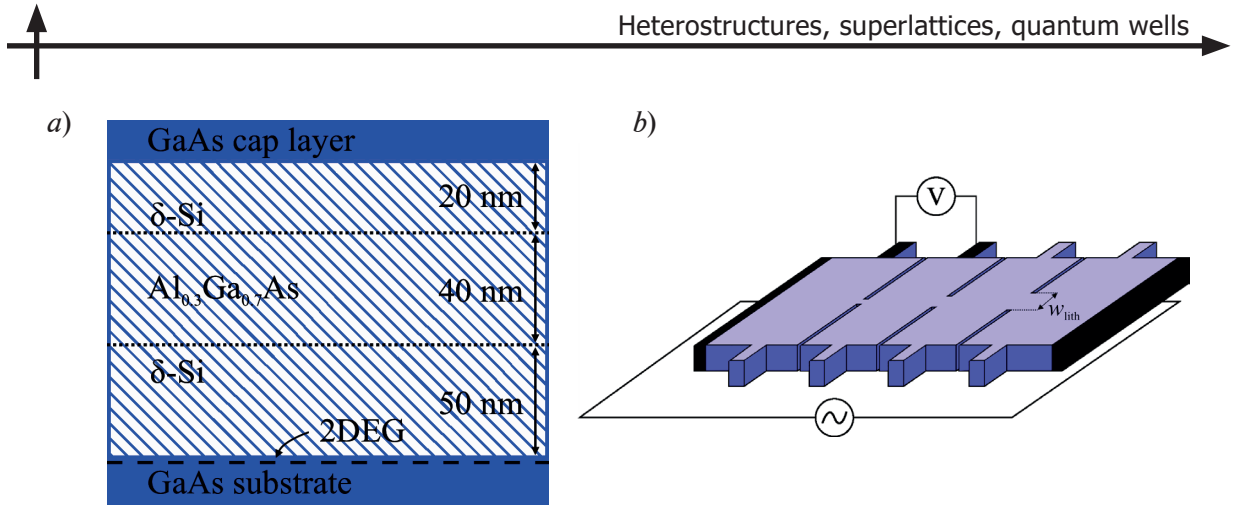 Heterostructures, superlattices, quantum wells
a)
GaAs cap layer
20 nm
δ-Si
Al0.3Ga0.7As
40 nm
δ-Si
50 nm
2DEG
GaAs substrate
b)
V
wlith